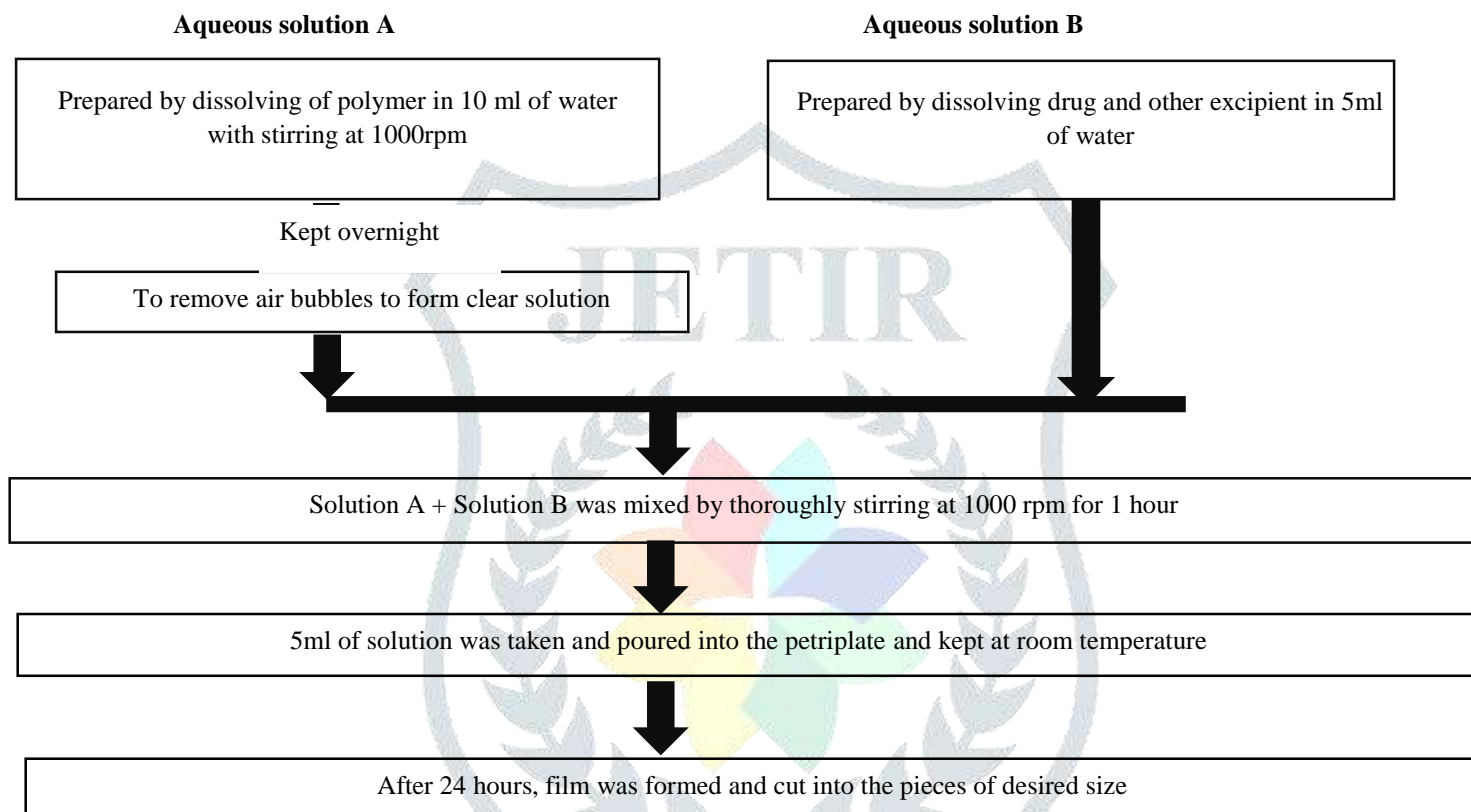 Aqueous solution A
Aqueous solution B
Prepared by dissolving of polymer in 10 ml of water
with stirring at 1000rpm
Prepared by dissolving drug and other excipient in 5ml
of water
Kept overnight
To remove air bubbles to form clear solution
JETIR
Solution A + Solution B was mixed by thoroughly stirring at 1000 rpm for 1 hour
5ml of solution was taken and poured into the petriplate and kept at room temperature
After 24 hours, film was formed and cut into the pieces of desired size